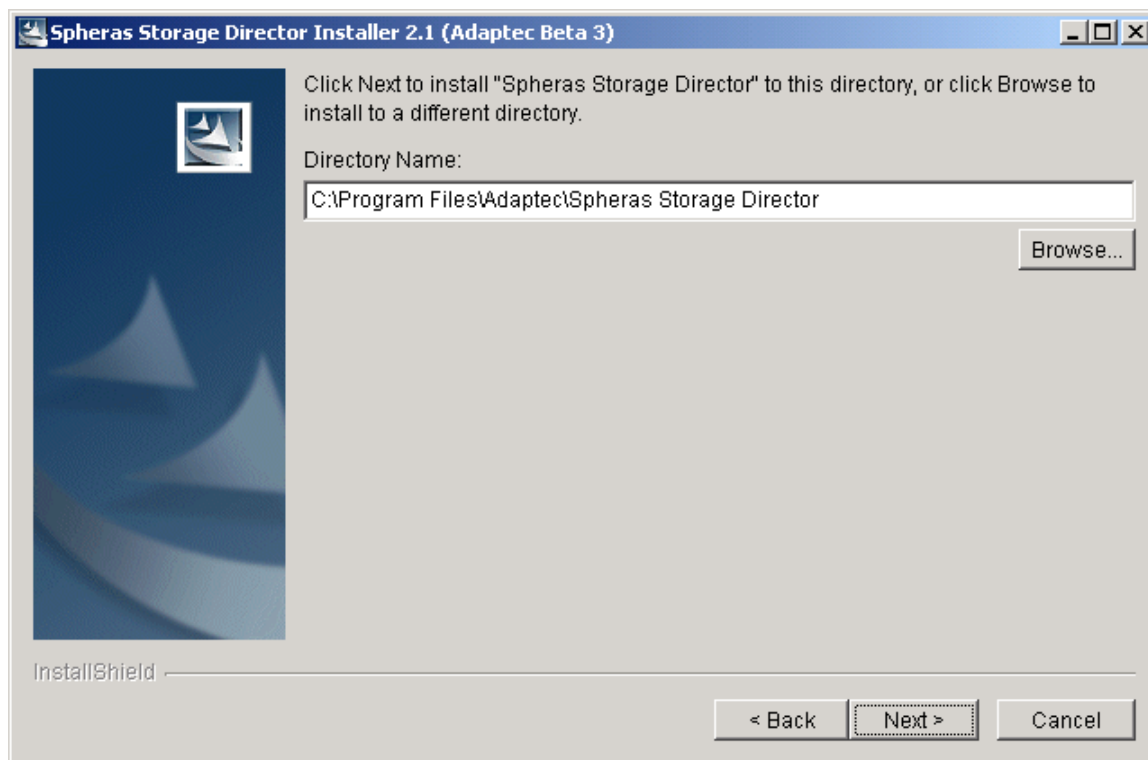 Spheras Storage Director Installer 2.1 (Adaptec Beta 3)
Click Next to install "Spheras Storage Director" to this directory, or click Browse to
install to a different directory.
Directory Name:
C:\Program Files\Adaptec\Spheras Storage Director
Browse...
InstallShield
< Back
Next >
Cancel